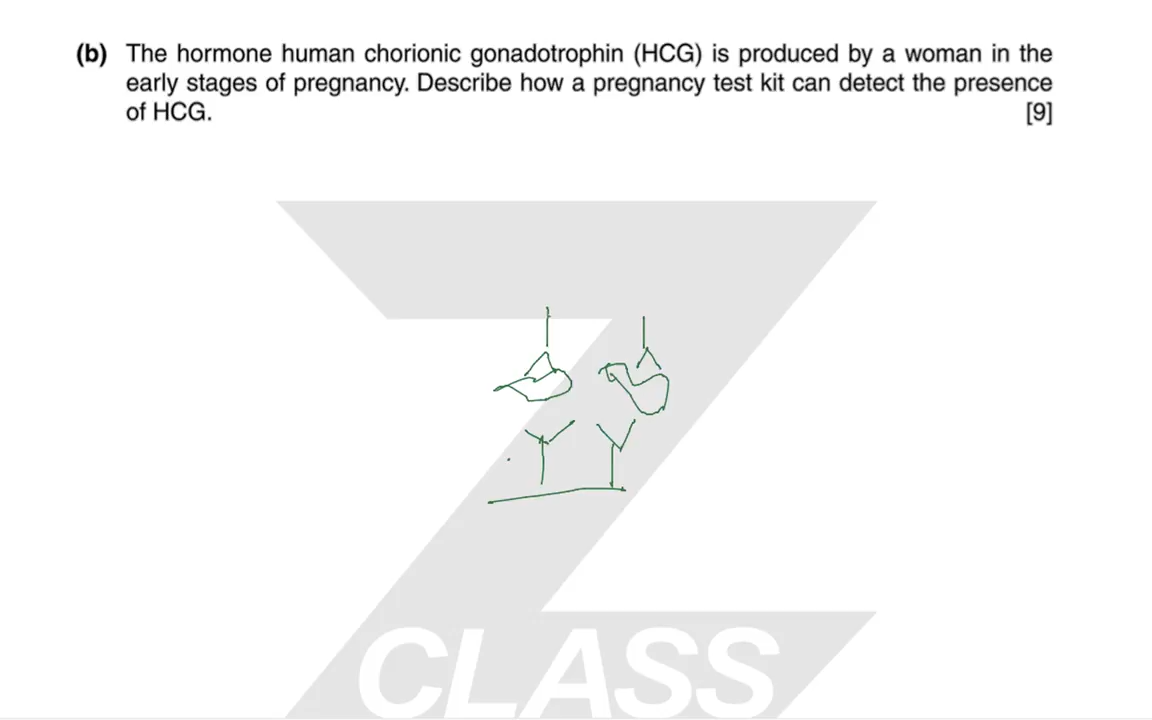 (b) The hormone human chorionic gonadotrophin (HCG) is produced by a woman in the
early stages of pregnancy. Describe how a pregnancy test kit can detect the presence
of HCG. [9]
Z
CLASS